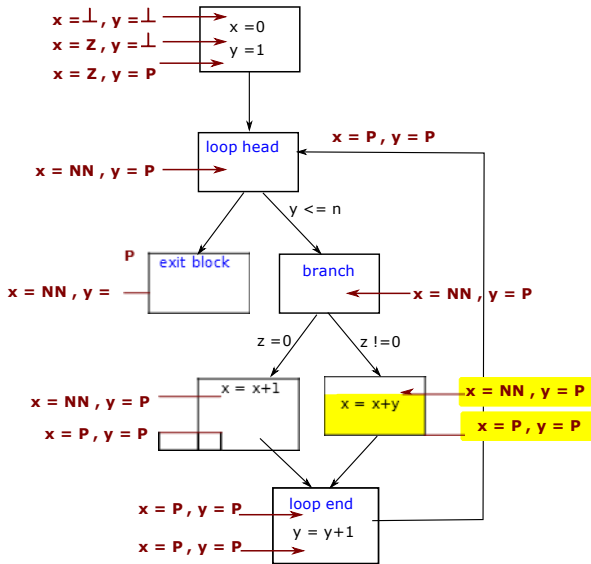 x = ⊥ , y = ⊥
x = Z , y = ⊥
x = Z , y = P
x =0
y =1
x = P , y = P
loop head
x = NN , y = P
y <= n
P
exit block
x = NN , y =
branch
x = NN , y = P
z =0
z !=0
x = x+1
x = NN , y = P
x = P , y = P
x = x+y
x = NN , y = P
x = P , y = P
loop end
x = P , y = P
y = y+1
x = P , y = P